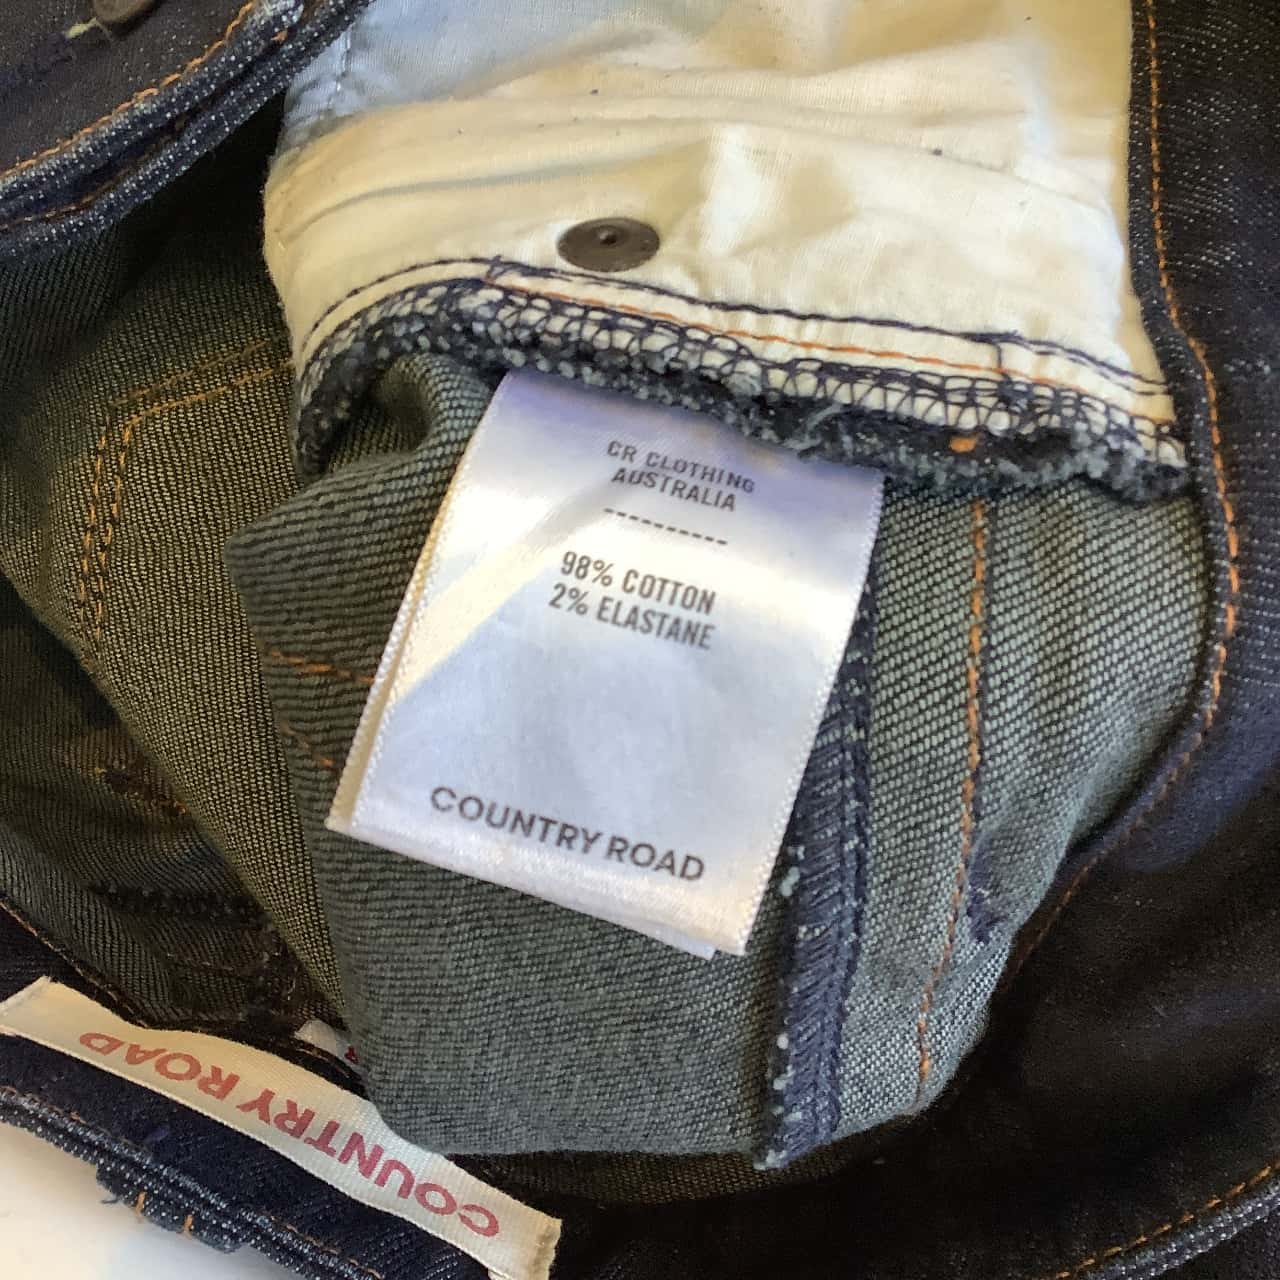 CR CLOTHING
AUSTRALIA
-----------
98% COTTON
2% ELASTANE
COUNTRY ROAD
COUNTRY ROAD